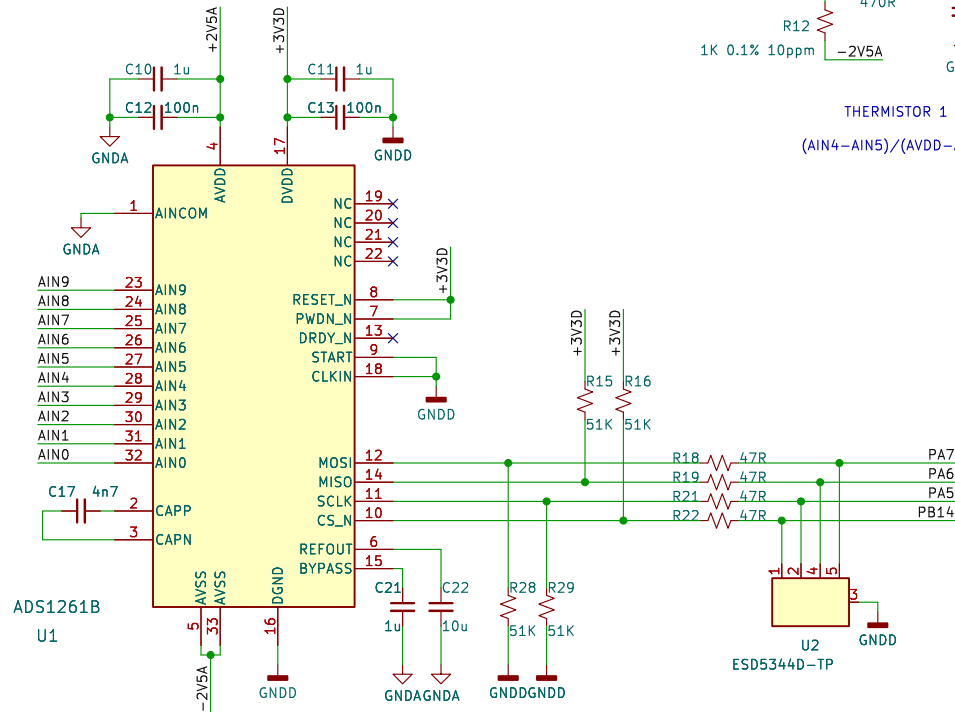 470R
R12
1K 0.1% 10ppm
-2V5A
THERMISTOR 1
(AIN4-AIN5)/(AVDD-
+2V5A
+3V3D
C10 1u
C11 1u
C12 100n
C13 100n
GNDA
GNDD
4
17
AVDD
DVDD
1 AINCOM
GNDA
NC 19
NC 20
NC 21
NC 22
+3V3D
AIN9 23 AIN9
AIN8 24 AIN8
AIN7 25 AIN7
AIN6 26 AIN6
AIN5 27 AIN5
AIN4 28 AIN4
AIN3 29 AIN3
AIN2 30 AIN2
AIN1 31 AIN1
AIN0 32 AIN0
RESET_N 8
PWDN_N 7
DRDY_N 13
START 9
CLKIN 18
GNDD
+3V3D
+3V3D
R15
51K
R16
51K
MOSI 12
MISO 14
SCLK 11
CS_N 10
R18 47R PA7
R19 47R PA6
R21 47R PA5
R22 47R PB14
C17 4n7
2 CAPP
3 CAPN
REFOUT 6
BYPASS 15
AVSS
AVSS
DGND
5
33
16
-2V5A
GNDD
ADS1261B
U1
C21
1u
C22
10u
GNDA
GNDA
R28
51K
R29
51K
GNDD
GNDD
1
2
4
5
3
GNDD
U2
ESD5344D-TP